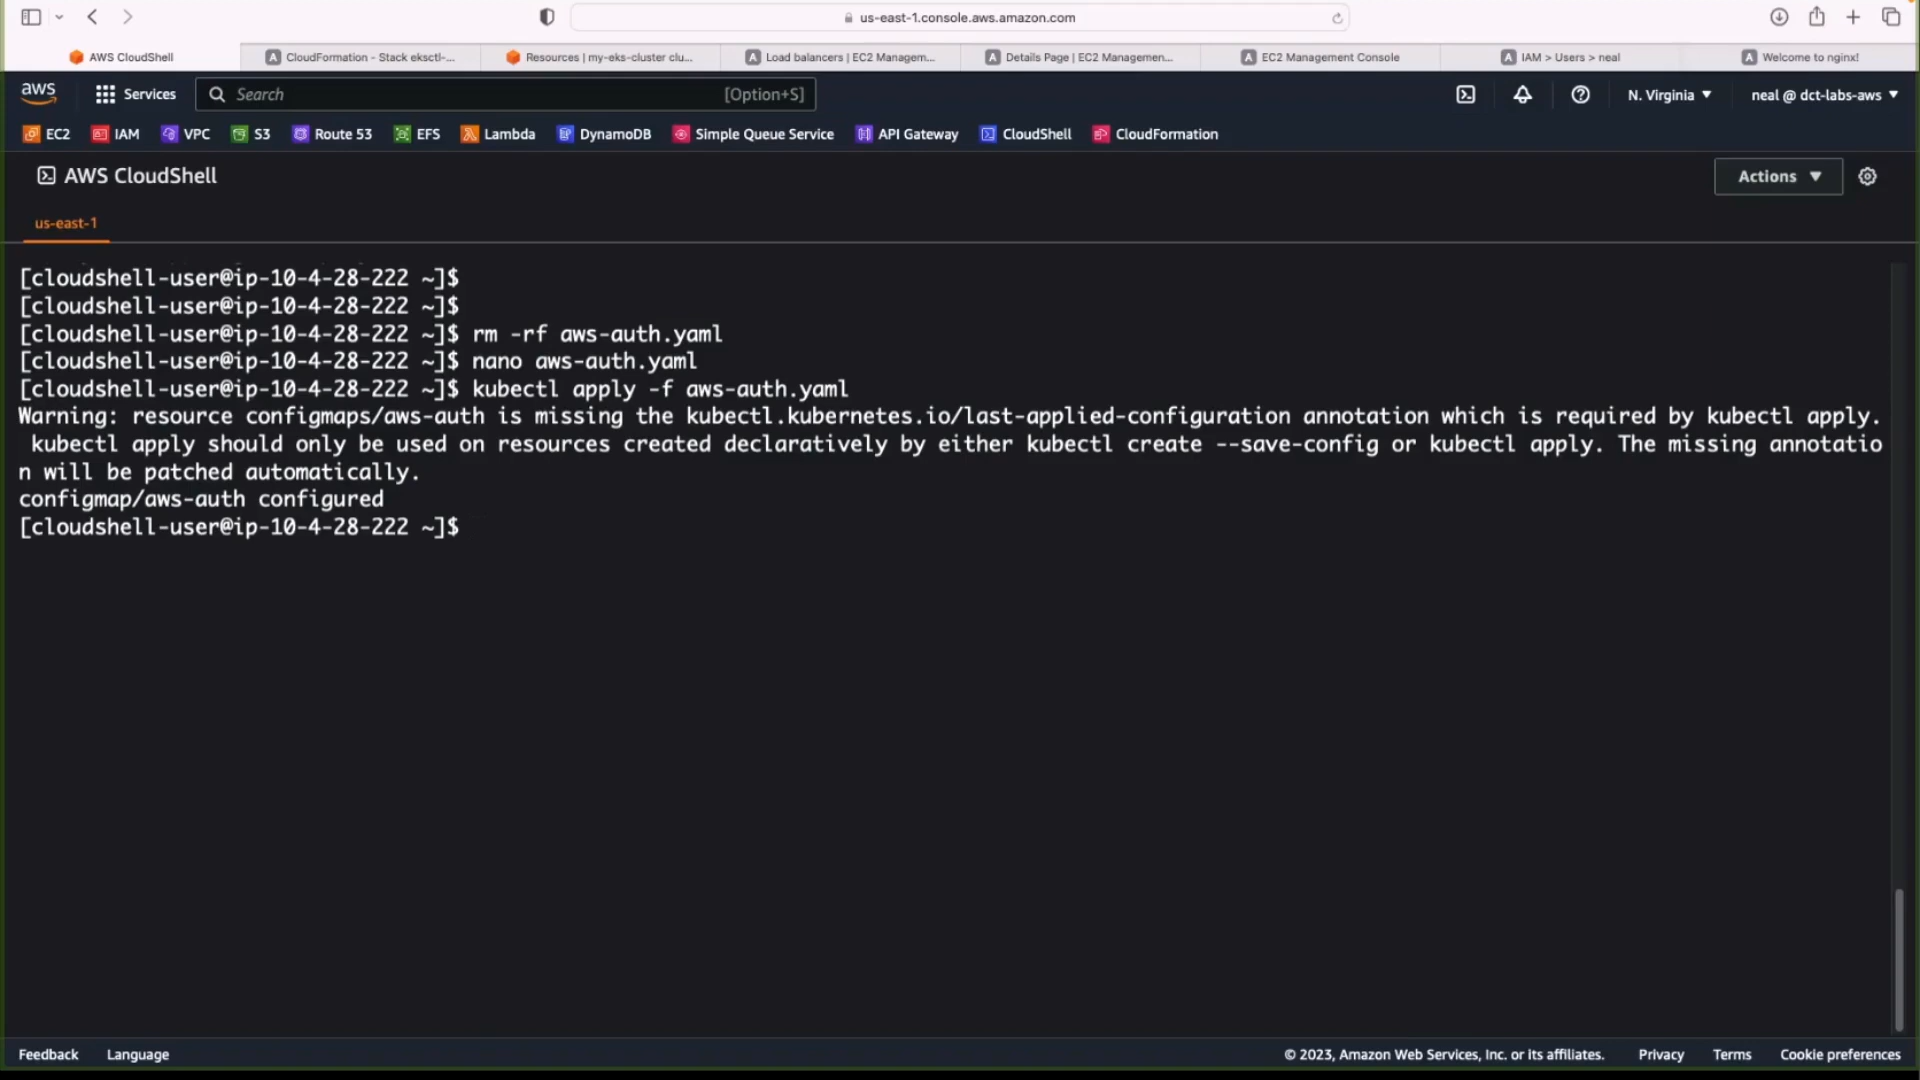 us-east-1.console.aws.amazon.com
AWS CloudShell
CloudFormation - Stack eksctl-...
Resources | my-eks-cluster clu...
Load balancers | EC2 Managem...
Details Page | EC2 Managemen...
EC2 Management Console
IAM > Users > neal
Welcome to nginx!
aws
Services
Search
[Option+S]
N. Virginia
neal @ dct-labs-aws
EC2
IAM
VPC
S3
Route 53
EFS
Lambda
DynamoDB
Simple Queue Service
API Gateway
CloudShell
CloudFormation
AWS CloudShell
Actions
us-east-1
[cloudshell-user@ip-10-4-28-222 ~]$
[cloudshell-user@ip-10-4-28-222 ~]$
[cloudshell-user@ip-10-4-28-222 ~]$ rm -rf aws-auth.yaml
[cloudshell-user@ip-10-4-28-222 ~]$ nano aws-auth.yaml
[cloudshell-user@ip-10-4-28-222 ~]$ kubectl apply -f aws-auth.yaml
Warning: resource configmaps/aws-auth is missing the kubectl.kubernetes.io/last-applied-configuration annotation which is required by kubectl apply.
kubectl apply should only be used on resources created declaratively by either kubectl create --save-config or kubectl apply. The missing annotatio
n will be patched automatically.
configmap/aws-auth configured
[cloudshell-user@ip-10-4-28-222 ~]$
Feedback
Language
© 2023, Amazon Web Services, Inc. or its affiliates.
Privacy
Terms
Cookie preferences